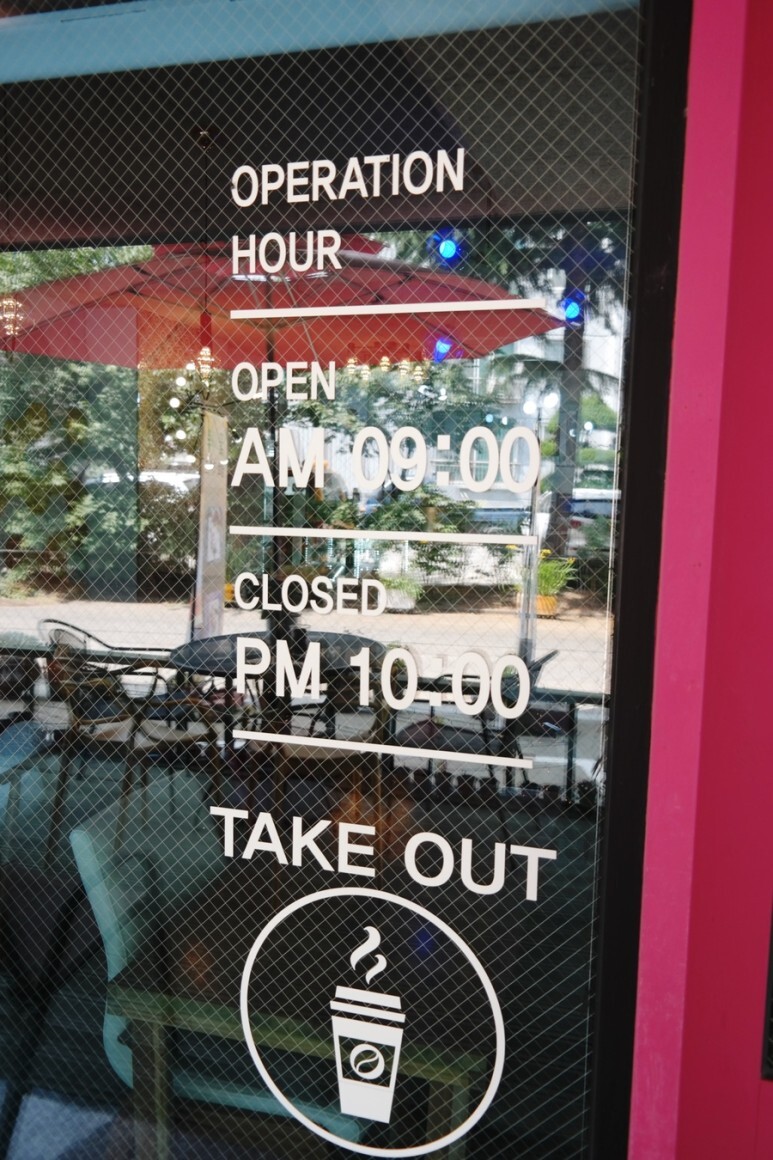 OPERATION
HOUR
OPEN
AM 09:00
CLOSED
PM 10:00
TAKE OUT